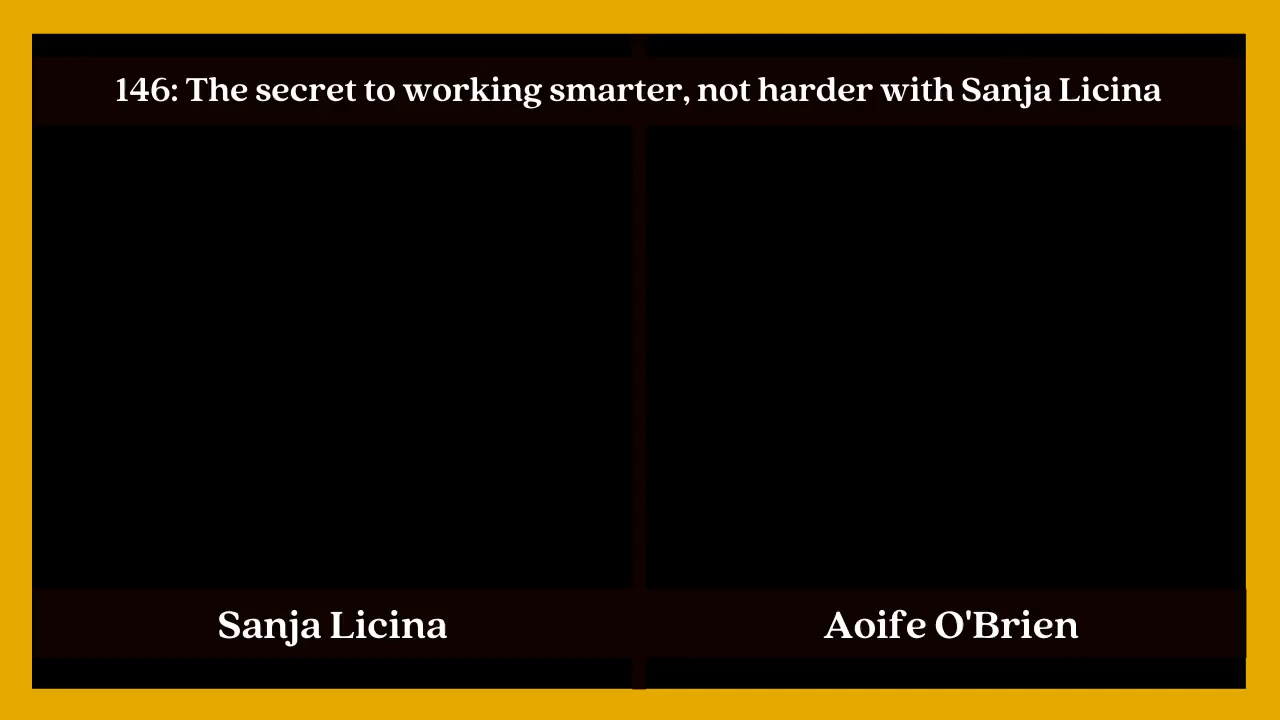 146: The secret to working smarter, not harder with Sanja Licina
Sanja Licina
Aoife O'Brien